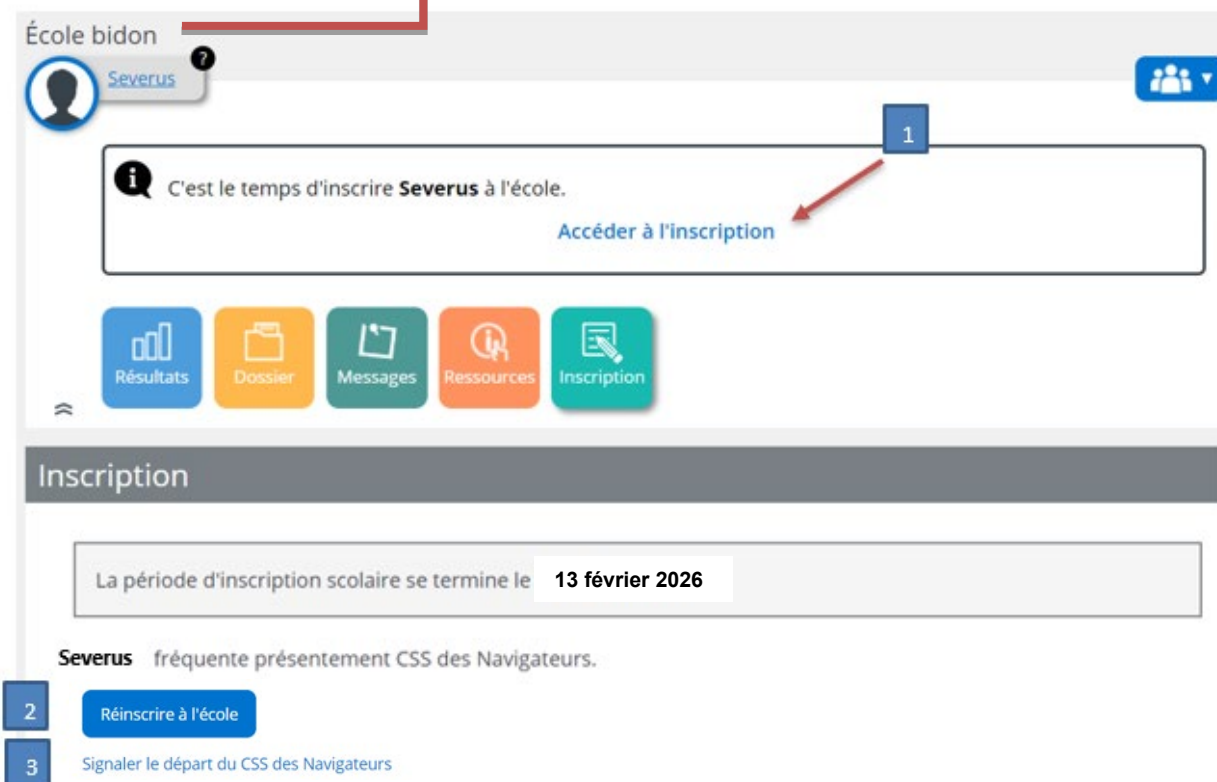 École bidon
?
Severus
1
C'est le temps d'inscrire Severus à l'école.
Accéder à l'inscription
Résultats
Dossier
Messages
Ressources
Inscription
Inscription
La période d'inscription scolaire se termine le 13 février 2026
Severus fréquente présentement CSS des Navigateurs.
2
Réinscrire à l'école
3
Signaler le départ du CSS des Navigateurs